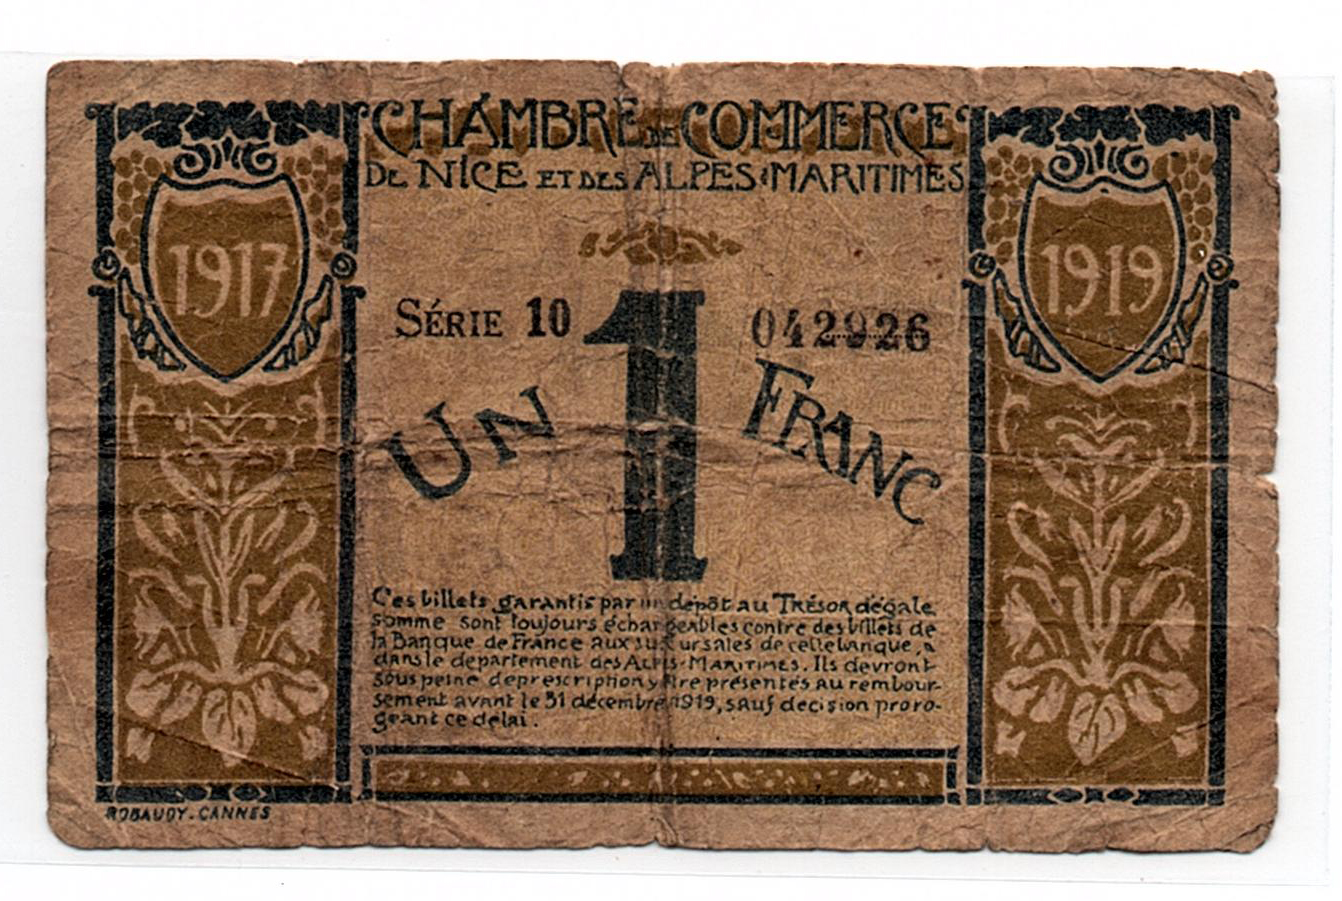 CHAMBRE DE COMMERCE
DE NICE ET DES ALPES-MARITIMES
1917
1919
SÉRIE 10
042926
1
UN
FRANC
Ces billets garantis par un dépôt au TRÉSOR d'égale
somme sont toujours échangeables contre des billets de
la Banque de France aux succursales de cette banque,
dans le département des ALPES-MARITIMES. Ils devront
sous peine de prescription y être présentés au rembour-
sement avant le 31 décembre 1919, sauf décision proro-
geant ce délai.
ROBAUDY. CANNES